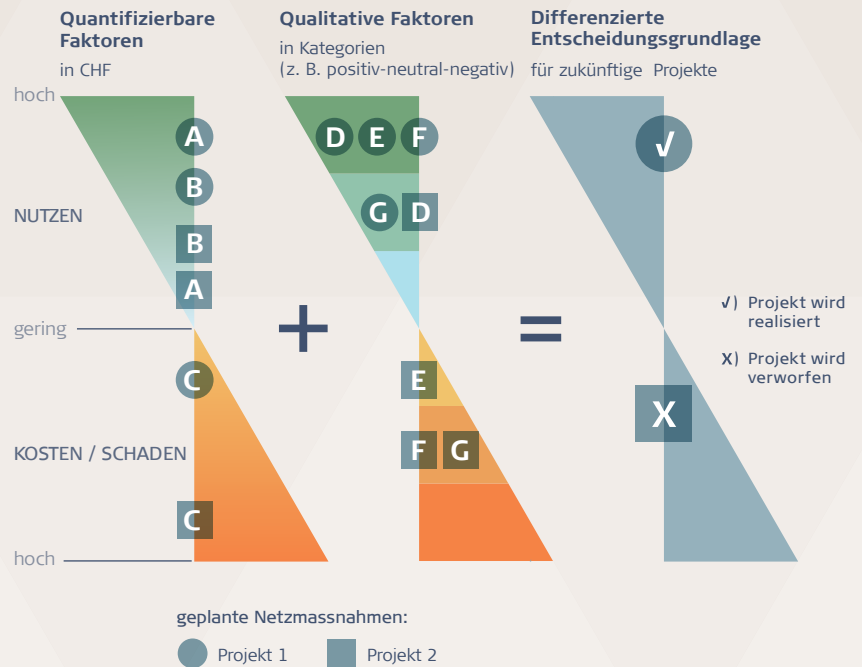 Quantifizierbare
Faktoren
in CHF
Qualitative Faktoren
in Kategorien
(z. B. positiv-neutral-negativ)
Differenzierte
Entscheidungsgrundlage
für zukünftige Projekte
hoch
NUTZEN
gering
KOSTEN / SCHADEN
hoch
A
B
B
A
C
C
+
D E F
G D
E
F G
=
√
X
√) Projekt wird
realisiert
X) Projekt wird
verworfen
geplante Netzmassnahmen:
Projekt 1
Projekt 2